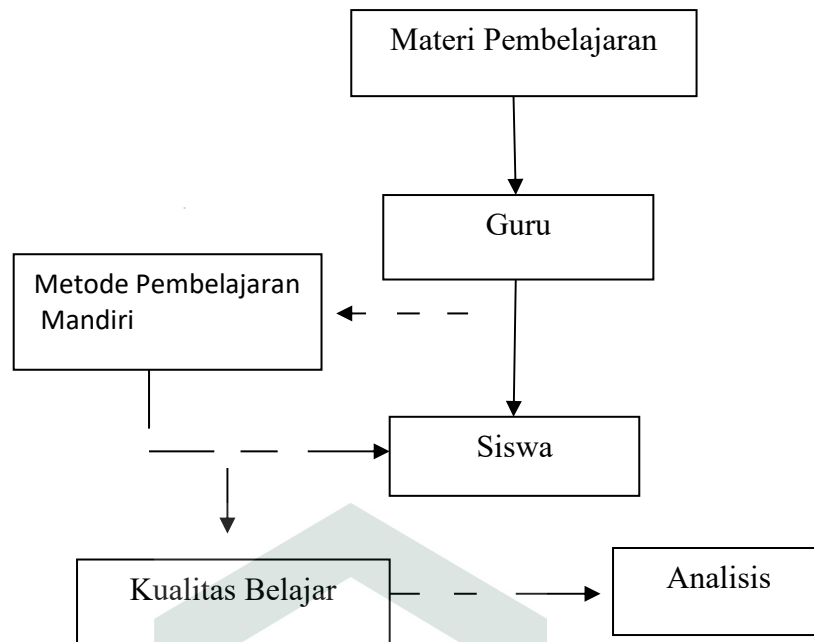 Materi Pembelajaran
Guru
Metode Pembelajaran
Mandiri
Siswa
Kualitas Belajar
Analisis